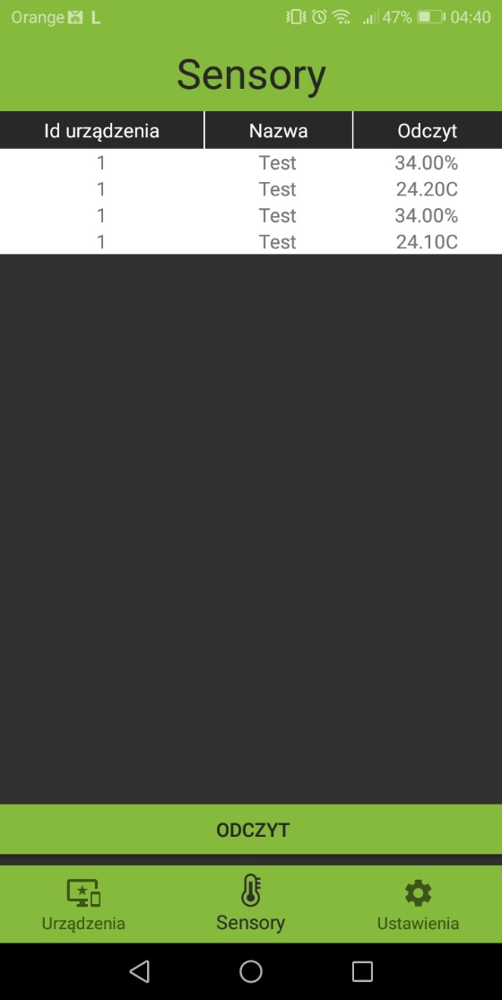 Orange L 47% 04:40
Sensory
Id urządzenia Nazwa Odczyt
1 Test 34.00%
1 Test 24.20C
1 Test 34.00%
1 Test 24.10C
ODCZYT
Urządzenia Sensory Ustawienia